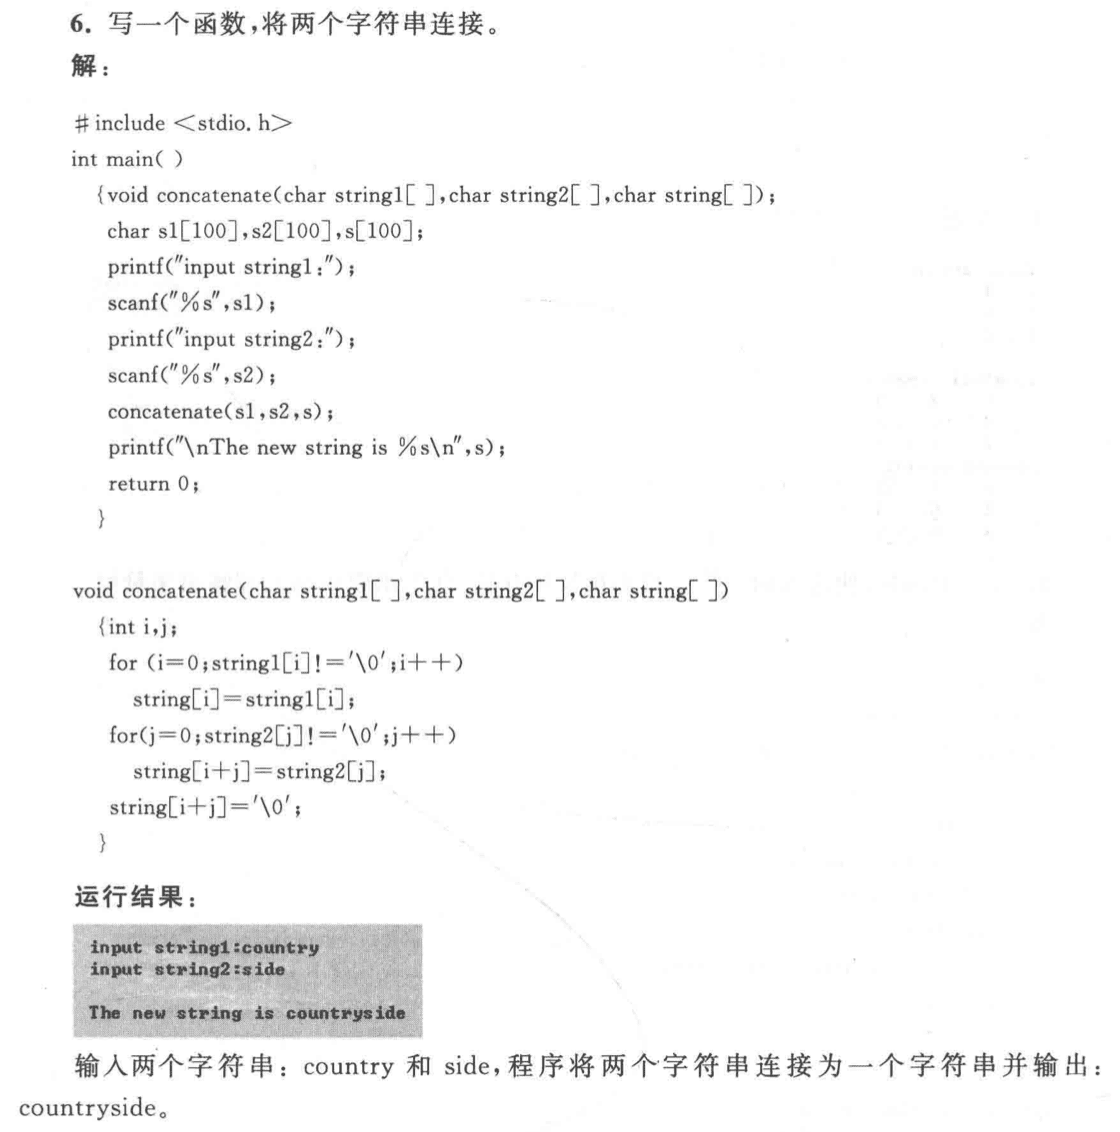 6. 写一个函数,将两个字符串连接。
解:
# include <stdio. h>
int main( )
{void concatenate(char string1[ ],char string2[ ],char string[ ]);
char s1[100],s2[100],s[100];
printf("input string1:");
scanf("%s",s1);
printf("input string2:");
scanf("%s",s2);
concatenate(s1,s2,s);
printf("\nThe new string is %s\n",s);
return 0;
}
void concatenate(char string1[ ],char string2[ ],char string[ ])
{int i,j;
for (i=0;string1[i]!='\0';i++)
string[i]=string1[i];
for(j=0;string2[j]!='\0';j++)
string[i+j]=string2[j];
string[i+j]='\0';
}
运行结果:
input string1:country
input string2:side
The new string is countryside
输入两个字符串: country 和 side,程序将两个字符串连接为一个字符串并输出:
countryside。